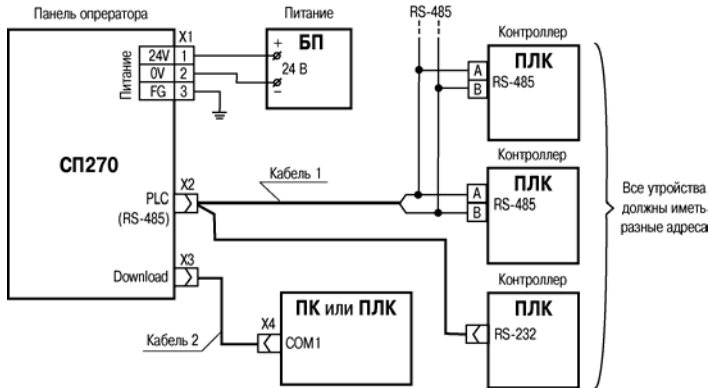 Панель опрератора
Питание
RS-485
Контроллер
X1
24V 1
0V 2
FG 3
Питание
+
БП
24 В
−
ПЛК
A
B
RS-485
СП270
Контроллер
X2
PLC
(RS-485)
Кабель 1
ПЛК
A
B
RS-485
Все утройства
должны иметь
разные адреса
X3
Download
Контроллер
Кабель 2
X4
ПК или ПЛК
COM1
ПЛК
RS-232